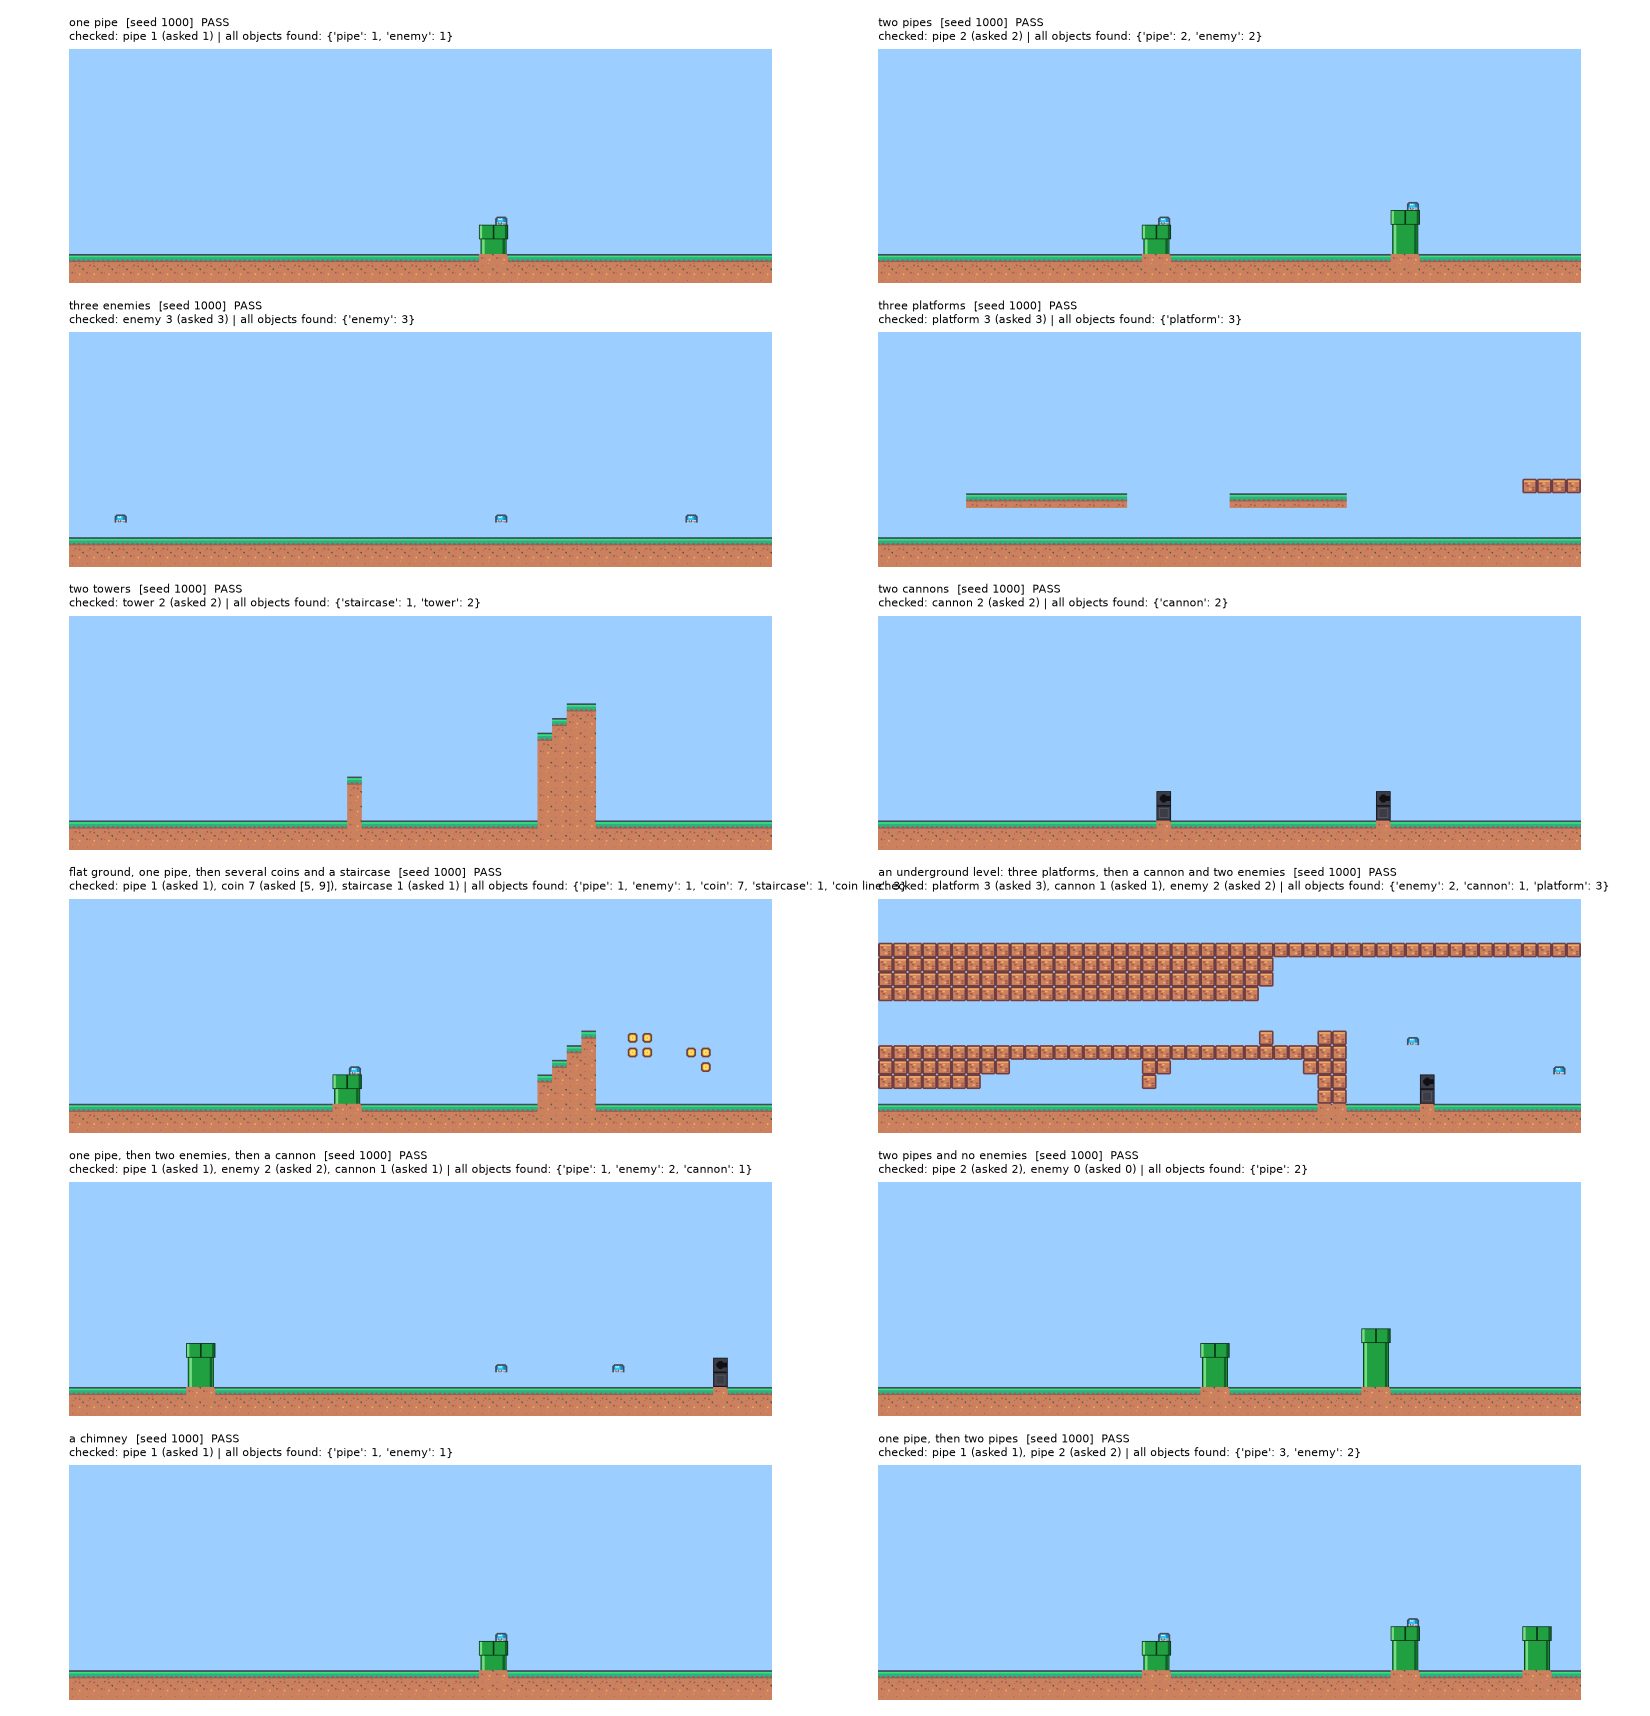 one pipe  [seed 1000]  PASS
checked: pipe 1 (asked 1) | all objects found: {'pipe': 1, 'enemy': 1}
two pipes  [seed 1000]  PASS
checked: pipe 2 (asked 2) | all objects found: {'pipe': 2, 'enemy': 2}
three enemies  [seed 1000]  PASS
checked: enemy 3 (asked 3) | all objects found: {'enemy': 3}
three platforms  [seed 1000]  PASS
checked: platform 3 (asked 3) | all objects found: {'platform': 3}
two towers  [seed 1000]  PASS
checked: tower 2 (asked 2) | all objects found: {'staircase': 1, 'tower': 2}
two cannons  [seed 1000]  PASS
checked: cannon 2 (asked 2) | all objects found: {'cannon': 2}
flat ground, one pipe, then several coins and a staircase  [seed 1000]  PASS
checked: pipe 1 (asked 1), coin 7 (asked [5, 9]), staircase 1 (asked 1) | all objects found: {'pipe': 1, 'enemy': 1, 'coin': 7, 'staircase': 1, 'coin line': 3}
an underground level: three platforms, then a cannon and two enemies  [seed 1000]  PASS
checked: platform 3 (asked 3), cannon 1 (asked 1), enemy 2 (asked 2) | all objects found: {'enemy': 2, 'cannon': 1, 'platform': 3}
one pipe, then two enemies, then a cannon  [seed 1000]  PASS
checked: pipe 1 (asked 1), enemy 2 (asked 2), cannon 1 (asked 1) | all objects found: {'pipe': 1, 'enemy': 2, 'cannon': 1}
two pipes and no enemies  [seed 1000]  PASS
checked: pipe 2 (asked 2), enemy 0 (asked 0) | all objects found: {'pipe': 2}
a chimney  [seed 1000]  PASS
checked: pipe 1 (asked 1) | all objects found: {'pipe': 1, 'enemy': 1}
one pipe, then two pipes  [seed 1000]  PASS
checked: pipe 1 (asked 1), pipe 2 (asked 2) | all objects found: {'pipe': 3, 'enemy': 2}